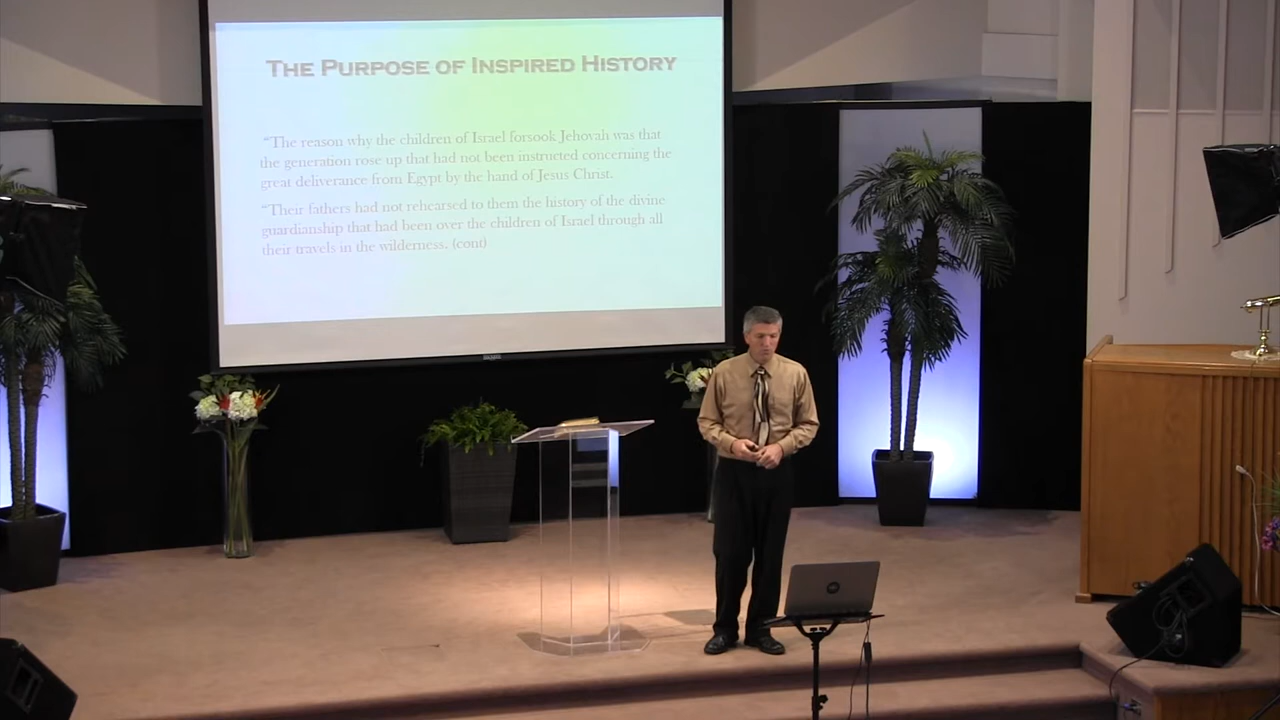 THE PURPOSE OF INSPIRED HISTORY
“The reason why the children of Israel forsook Jehovah was that
the generation rose up that had not been instructed concerning the
great deliverance from Egypt by the hand of Jesus Christ.
“Their fathers had not rehearsed to them the history of the divine
guardianship that had been over the children of Israel through all
their travels in the wilderness. (cont)